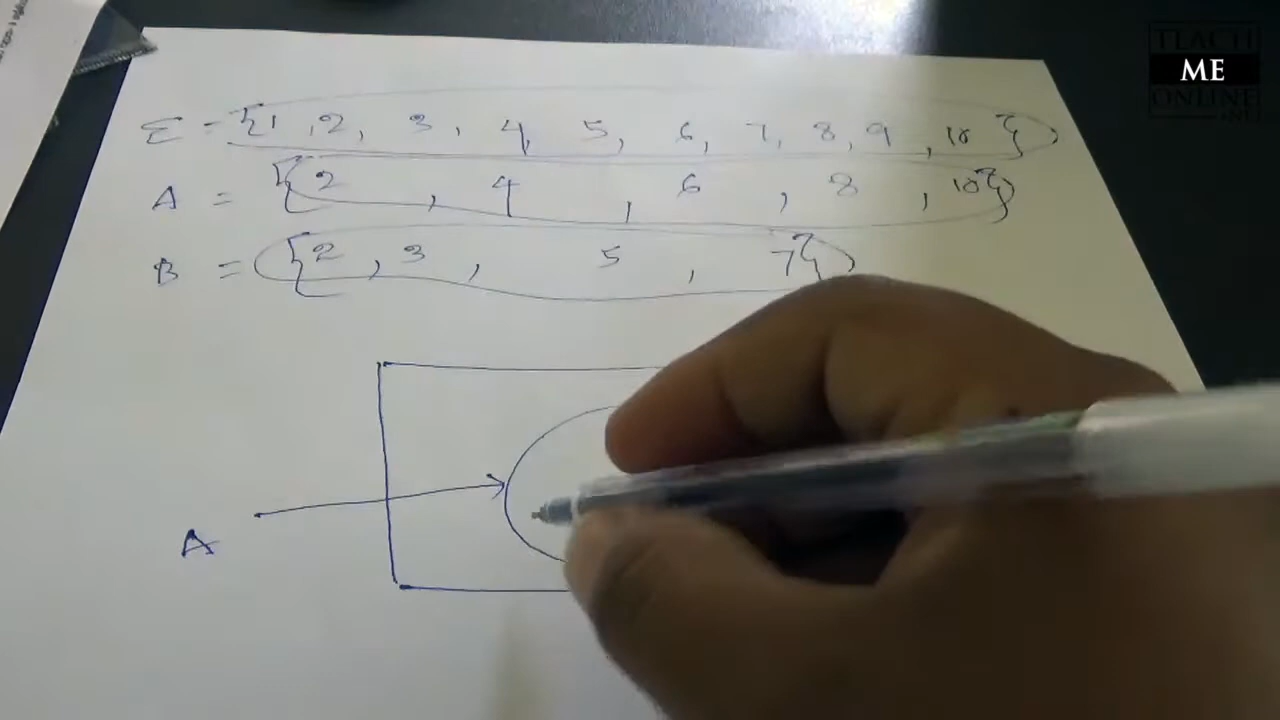 Ɛ = {1, 2, 3, 4, 5, 6, 7, 8, 9, 10}
A = {2, 4, 6, 8, 10}
B = {2, 3, 5, 7}
A
TEACH
ME
ONLINE